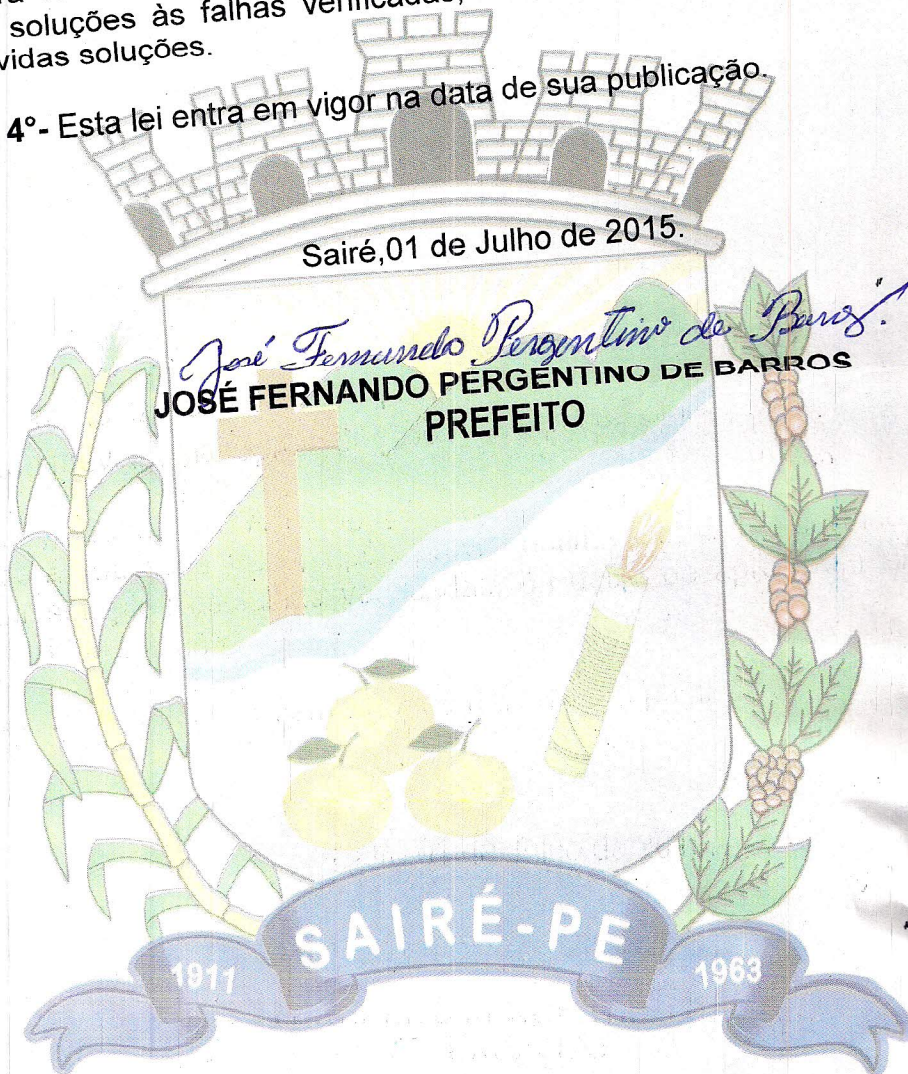 soluções às falhas verificadas,
vidas soluções.
4°- Esta lei entra em vigor na data de sua publicação.
Sairé,01 de Julho de 2015.
José Fernando Pergentino de Barros.
JOSÉ FERNANDO PERGENTINO DE BARROS
PREFEITO
SAIRÉ-PE
1911
1963